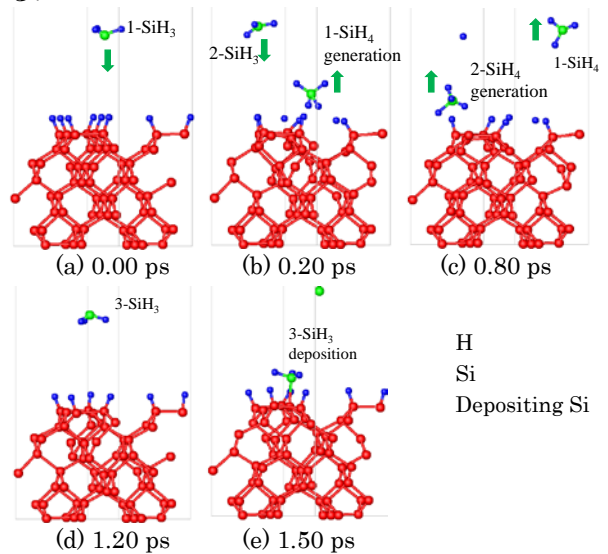 1-SiH₃
2-SiH₃
1-SiH₄
generation
2-SiH₄
generation
1-SiH₄
(a) 0.00 ps
(b) 0.20 ps
(c) 0.80 ps
3-SiH₃
3-SiH₃
deposition
H
Si
Depositing Si
(d) 1.20 ps
(e) 1.50 ps